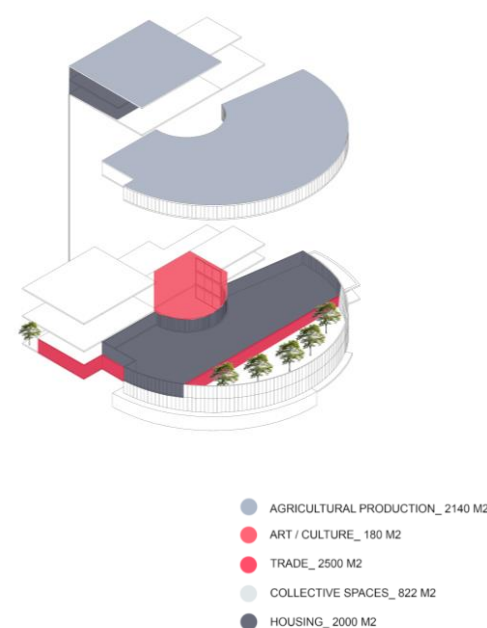 AGRICULTURAL PRODUCTION_ 2140 M2
ART / CULTURE_ 180 M2
TRADE_ 2500 M2
COLLECTIVE SPACES_ 822 M2
HOUSING_ 2000 M2